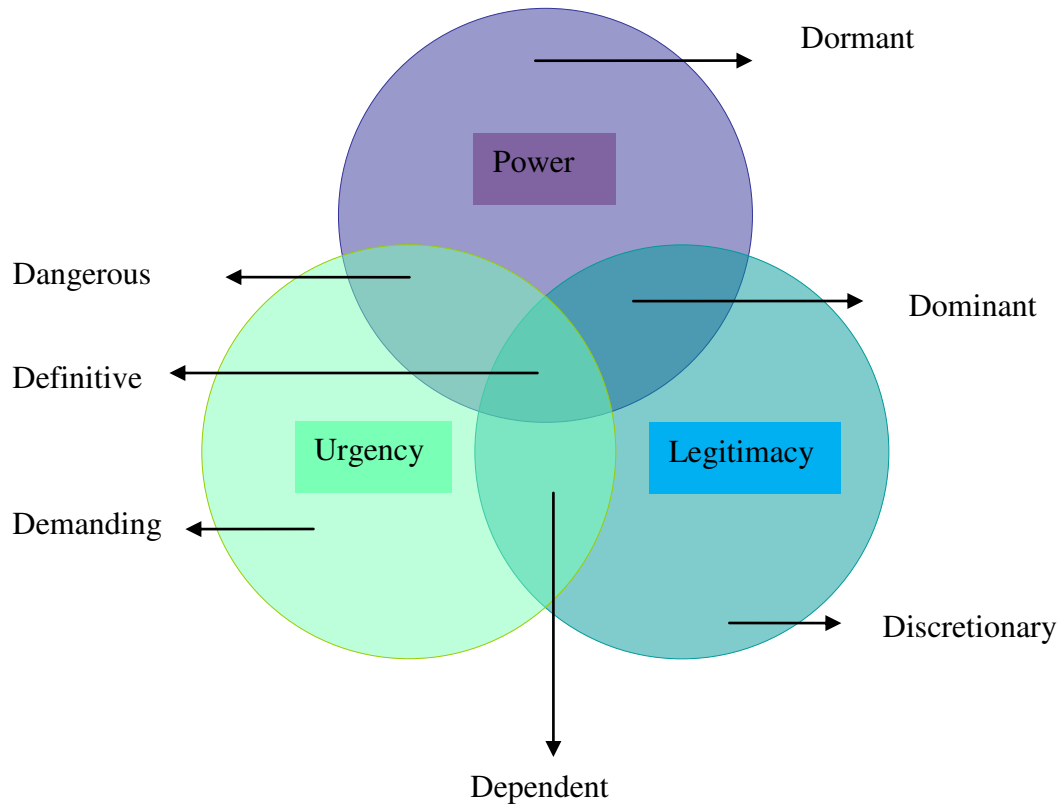 Dormant
Power
Dangerous
Dominant
Definitive
Urgency
Legitimacy
Demanding
Discretionary
Dependent